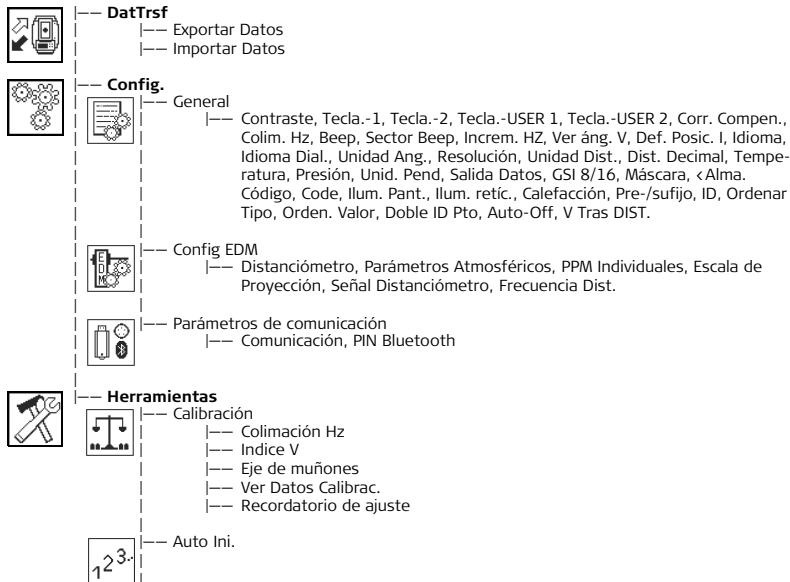 |—— DatTrsf
|—— Exportar Datos
|—— Importar Datos
|—— Config.
|—— General
|—— Contraste, Tecla.-1, Tecla.-2, Tecla.-USER 1, Tecla.-USER 2, Corr. Compen.,
Colim. Hz, Beep, Sector Beep, Increm. HZ, Ver áng. V, Def. Posic. I, Idioma,
Idioma Dial., Unidad Ang., Resolución, Unidad Dist., Dist. Decimal, Tempe-
ratura, Presión, Unid. Pend, Salida Datos, GSI 8/16, Máscara, <Alma.
Código, Code, Ilum. Pant., Ilum. retíc., Calefacción, Pre-/sufijo, ID, Ordenar
Tipo, Orden. Valor, Doble ID Pto, Auto-Off, V Tras DIST.
EDM
|—— Config EDM
|—— Distanciómetro, Parámetros Atmosféricos, PPM Individuales, Escala de
Proyección, Señal Distanciómetro, Frecuencia Dist.
|—— Parámetros de comunicación
|—— Comunicación, PIN Bluetooth
|—— Herramientas
|—— Calibración
|—— Colimación Hz
|—— Indice V
|—— Eje de muñones
|—— Ver Datos Calibrac.
|—— Recordatorio de ajuste
|—— Auto Ini.
123..